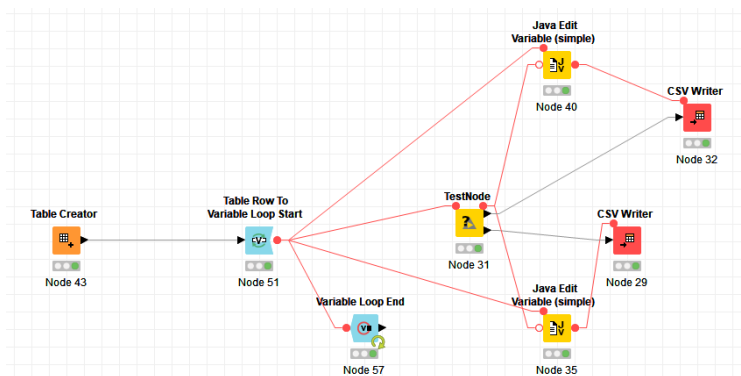 Java Edit
Variable (simple)
Node 40
CSV Writer
Node 32
Table Creator
Node 43
Table Row To
Variable Loop Start
Node 51
TestNode
Node 31
CSV Writer
Node 29
Variable Loop End
Node 57
Java Edit
Variable (simple)
Node 35